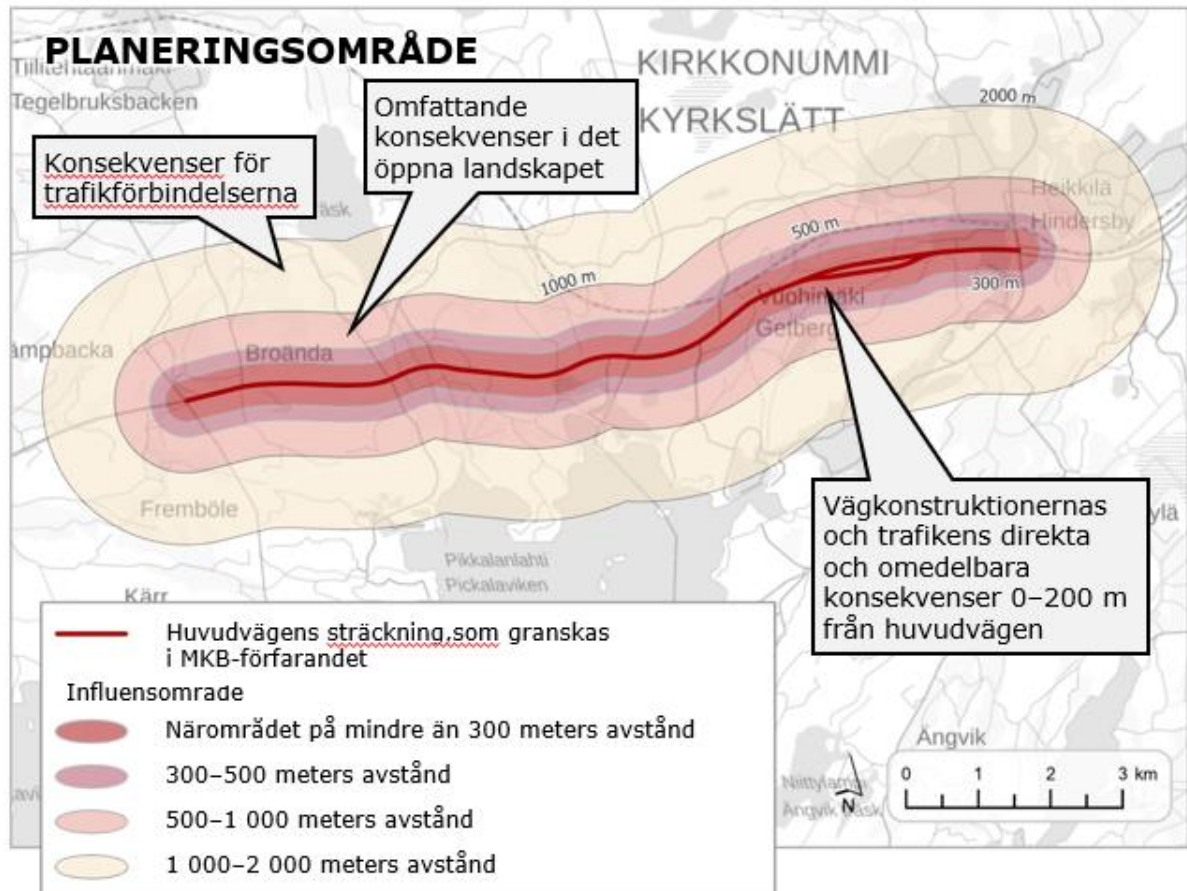 PLANERINGSOMRÅDE
Tegelbruksbacken
KIRKKONUMMI
KYRKSLÄTT
2000 m
Omfattande
konsekvenser i det
öppna landskapet
Konsekvenser för
trafikförbindelserna
Heikkilä
Hindersby
500 m
1000 m
300 m
Vuohimäki
Getberg
Broända
Fremböle
Pikkalanlahti
Pickalaviken
Kärr
Vägkonstruktionernas
och trafikens direkta
och omedelbara
konsekvenser 0–200 m
från huvudvägen
Huvudvägens sträckning,som granskas
i MKB-förfarandet
Influensområde
Närområdet på mindre än 300 meters avstånd
300–500 meters avstånd
500–1 000 meters avstånd
1 000–2 000 meters avstånd
Ängvik
N
0 1 2 3 km